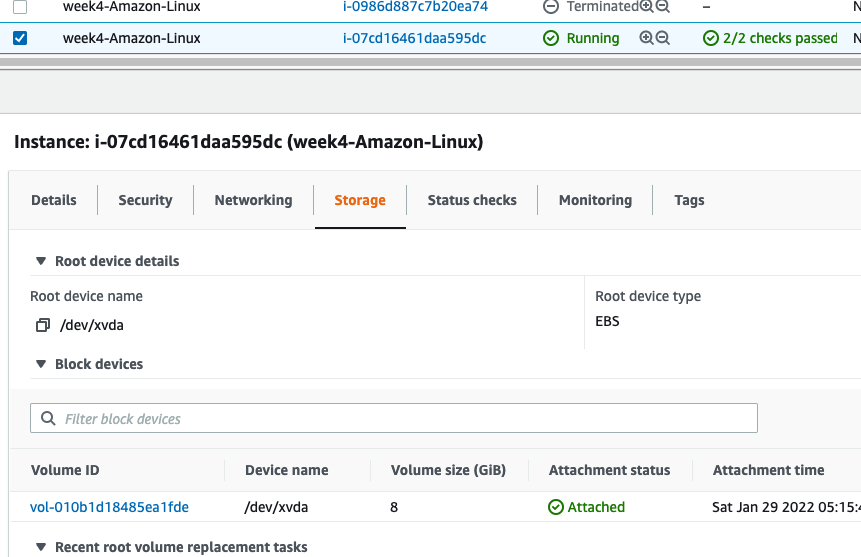 week4-Amazon-Linux i-0986d887c7b20ea74 Terminated –
week4-Amazon-Linux i-07cd16461daa595dc Running 2/2 checks passed
Instance: i-07cd16461daa595dc (week4-Amazon-Linux)
Details Security Networking Storage Status checks Monitoring Tags
Root device details
Root device name Root device type
/dev/xvda EBS
Block devices
Filter block devices
Volume ID Device name Volume size (GiB) Attachment status Attachment time
vol-010b1d18485ea1fde /dev/xvda 8 Attached Sat Jan 29 2022 05:15:4
Recent root volume replacement tasks